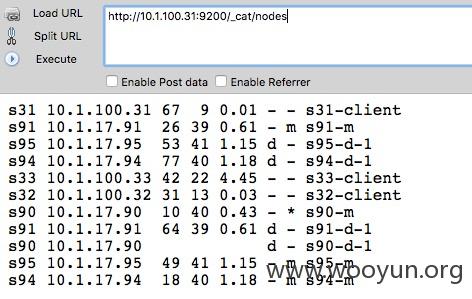 Load URL
http://10.1.100.31:9200/_cat/nodes
Split URL
Execute
Enable Post data Enable Referrer
s31 10.1.100.31 67 9 0.01 - - s31-client
s91 10.1.17.91 26 39 0.61 - m s91-m
s95 10.1.17.95 53 41 1.15 d - s95-d-1
s94 10.1.17.94 77 40 1.18 d - s94-d-1
s33 10.1.100.33 42 22 4.45 - - s33-client
s32 10.1.100.32 31 13 0.03 - - s32-client
s90 10.1.17.90 10 40 0.43 - * s90-m
s91 10.1.17.91 64 39 0.61 d - s91-d-1
s90 10.1.17.90 d - s90-d-1
s95 10.1.17.95 49 41 1.15 - m s95-m
s94 10.1.17.94 18 40 1.18 - m s94-m
www.wooyun.org